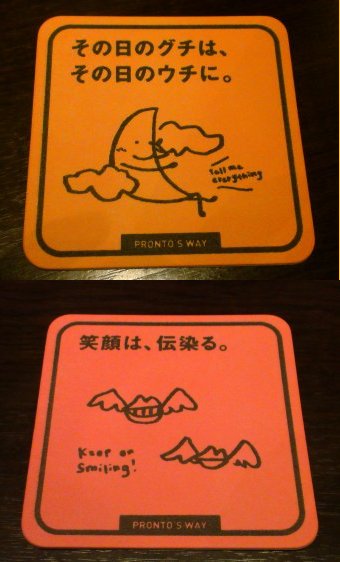 その日のグチは、
その日のウチに。
Tell me
everything
PRONTO'S WAY
笑顔は、伝染る。
Keep on
Smiling!
PRONTO'S WAY